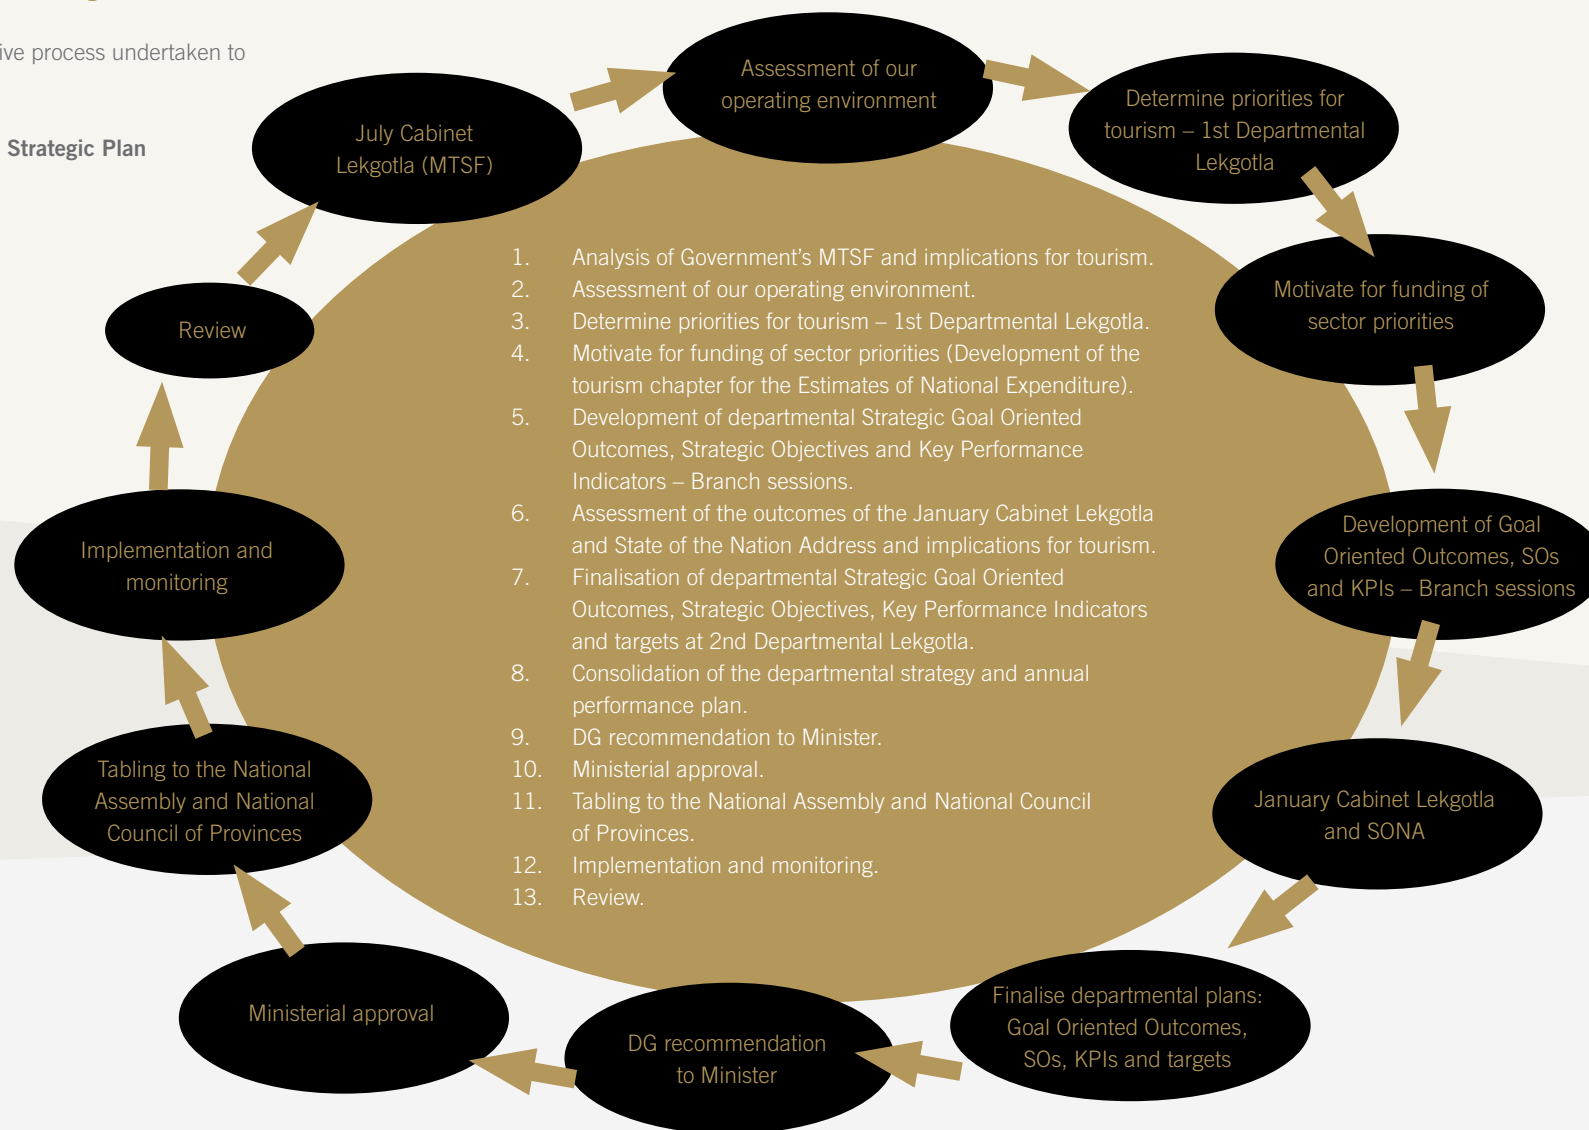 ive process undertaken to
Strategic Plan
July Cabinet
Lekgotla (MTSF)
Assessment of our
operating environment
Determine priorities for
tourism – 1st Departmental
Lekgotla
Motivate for funding of
sector priorities
Development of Goal
Oriented Outcomes, SOs
and KPIs – Branch sessions
January Cabinet Lekgotla
and SONA
Finalise departmental plans:
Goal Oriented Outcomes,
SOs, KPIs and targets
DG recommendation
to Minister
Ministerial approval
Tabling to the National
Assembly and National
Council of Provinces
Implementation and
monitoring
Review
1. Analysis of Government's MTSF and implications for tourism.
2. Assessment of our operating environment.
3. Determine priorities for tourism – 1st Departmental Lekgotla.
4. Motivate for funding of sector priorities (Development of the
tourism chapter for the Estimates of National Expenditure).
5. Development of departmental Strategic Goal Oriented
Outcomes, Strategic Objectives and Key Performance
Indicators – Branch sessions.
6. Assessment of the outcomes of the January Cabinet Lekgotla
and State of the Nation Address and implications for tourism.
7. Finalisation of departmental Strategic Goal Oriented
Outcomes, Strategic Objectives, Key Performance Indicators
and targets at 2nd Departmental Lekgotla.
8. Consolidation of the departmental strategy and annual
performance plan.
9. DG recommendation to Minister.
10. Ministerial approval.
11. Tabling to the National Assembly and National Council
of Provinces.
12. Implementation and monitoring.
13. Review.